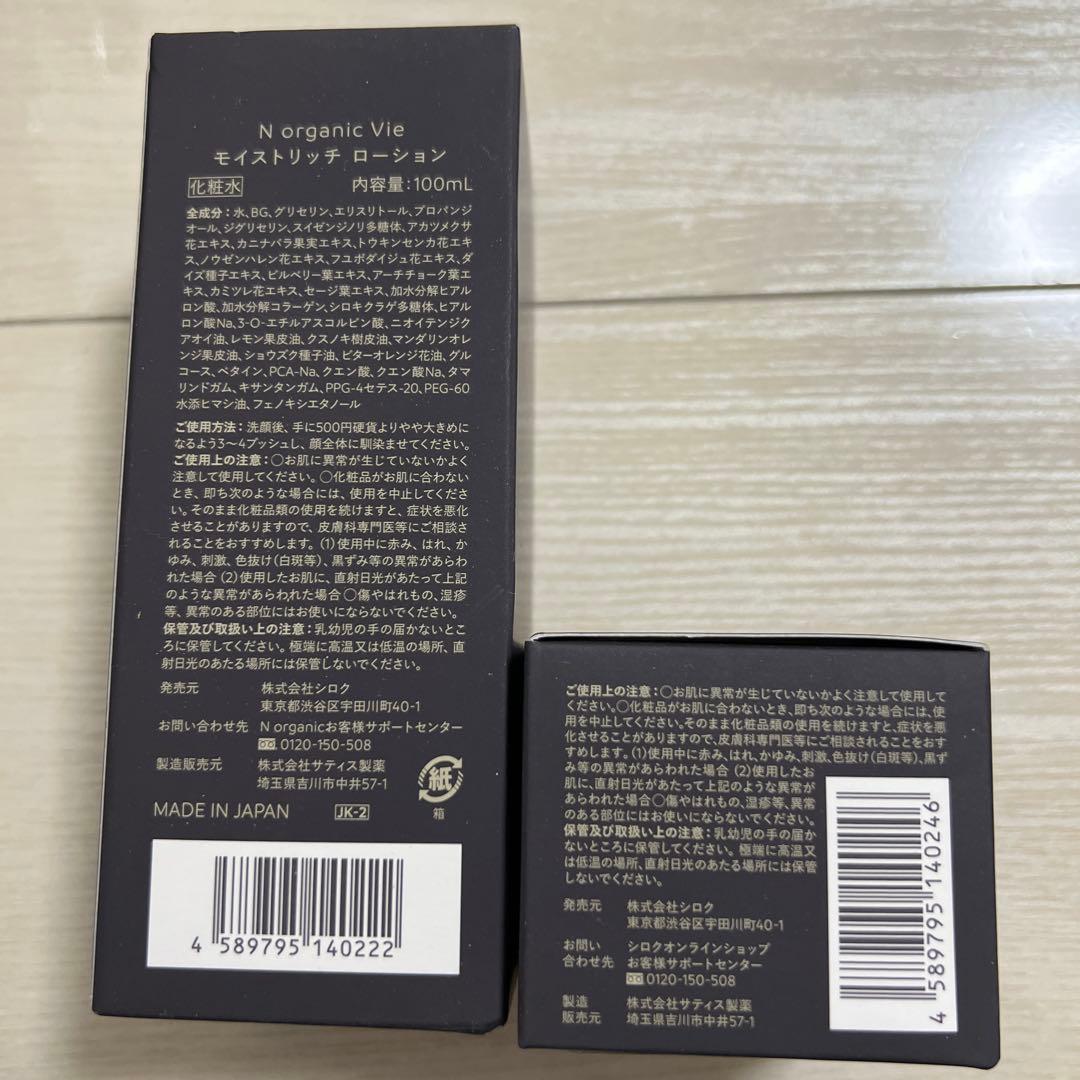 N organic Vie
モイストリッチ ローション
化粧水 内容量:100mL
全成分:水、BG、グリセリン、エリスリトール、プロパンジ
オール、ジグリセリン、スイゼンジノリ多糖体、アカツメクサ
花エキス、カニナバラ果実エキス、トウキンセンカ花エキ
ス、ノウゼンハレン花エキス、フユボダイジュ花エキス、ダ
イズ種子エキス、ビルベリー葉エキス、アーチチョーク葉エ
キス、カミツレ花エキス、セージ葉エキス、加水分解ヒアル
ロン酸、加水分解コラーゲン、シロキクラゲ多糖体、ヒアル
ロン酸Na、3-O-エチルアスコルビン酸、ニオイテンジク
アオイ油、レモン果皮油、クスノキ樹皮油、マンダリンオレ
ンジ果皮油、ショウズク種子油、ビターオレンジ花油、グル
コース、ベタイン、PCA-Na、クエン酸、クエン酸Na、タマ
リンドガム、キサンタンガム、PPG-4セテス-20、PEG-60
水添ヒマシ油、フェノキシエタノール
ご使用方法:洗顔後、手に500円硬貨よりやや大きめに
なるよう3〜4プッシュし、顔全体に馴染ませてください。
ご使用上の注意:○お肌に異常が生じていないかよく
注意して使用してください。○化粧品がお肌に合わない
とき、即ち次のような場合には、使用を中止してくださ
い。そのまま化粧品類の使用を続けますと、症状を悪化
させることがありますので、皮膚科専門医等にご相談さ
れることをおすすめします。(1)使用中に赤み、はれ、か
ゆみ、刺激、色抜け(白斑等)、黒ずみ等の異常があらわ
れた場合 (2)使用したお肌に、直射日光があたって上記
のような異常があらわれた場合 ○傷やはれもの、湿疹
等、異常のある部位にはお使いにならないでください。
保管及び取扱い上の注意:乳幼児の手の届かないとこ
ろに保管してください。極端に高温又は低温の場所、直
射日光のあたる場所には保管しないでください。
発売元 株式会社シロク
東京都渋谷区宇田川町40-1
お問い合わせ先 N organicお客様サポートセンター
0120-150-508
製造販売元 株式会社サティス製薬
埼玉県吉川市中井57-1
紙
箱
MADE IN JAPAN JK-2
4 589795 140222
ご使用上の注意:○お肌に異常が生じていないかよく注意して使用して
ください。○化粧品がお肌に合わないとき、即ち次のような場合には、使
用を中止してください。そのまま化粧品類の使用を続けますと、症状を悪
化させることがありますので、皮膚科専門医等にご相談されることをおす
すめします。(1)使用中に赤み、はれ、かゆみ、刺激、色抜け(白斑等)、黒ず
み等の異常があらわれた場合 (2)使用したお
肌に、直射日光があたって上記のような異常が
あらわれた場合○傷やはれもの、湿疹等、異常
のある部位にはお使いにならないでください。
保管及び取扱い上の注意:乳幼児の手の届か
ないところに保管してください。極端に高温又
は低温の場所、直射日光のあたる場所には保管
しないでください。
発売元 株式会社シロク
東京都渋谷区宇田川町40-1
お問い シロクオンラインショップ
合わせ先 お客様サポートセンター
0120-150-508
製造 株式会社サティス製薬
販売元 埼玉県吉川市中井57-1
4 589795 140246